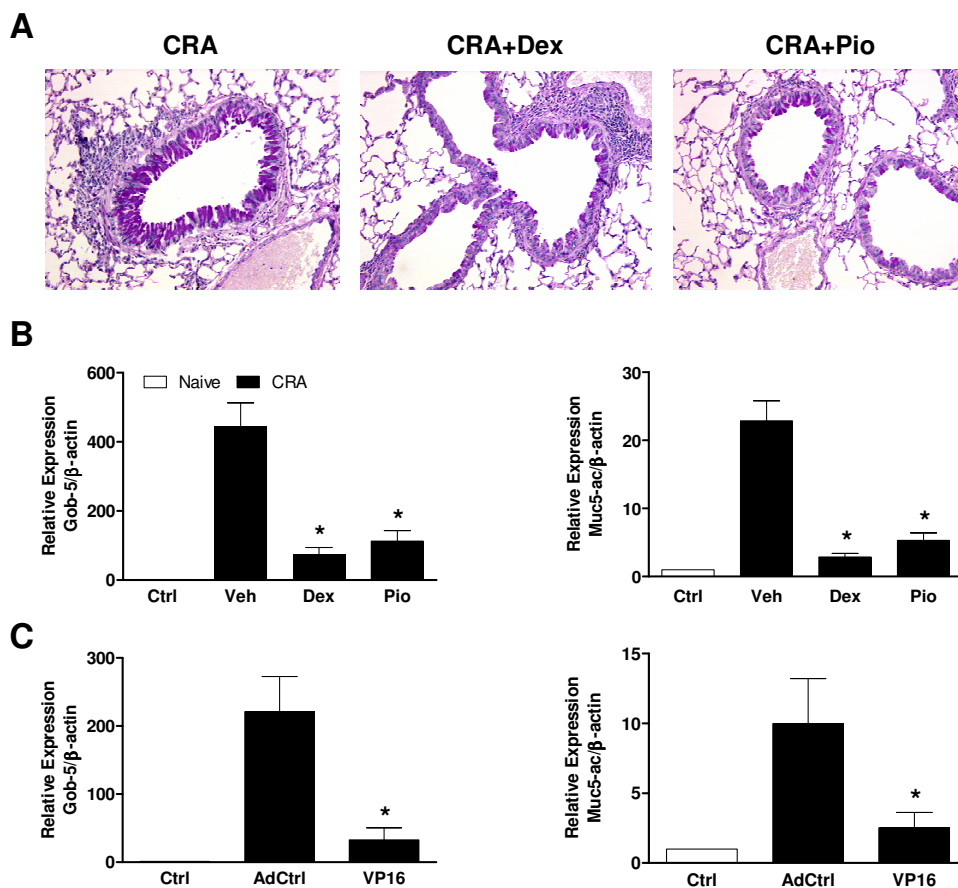 A
CRA CRA+Dex CRA+Pio
B
Relative Expression
Gob-5/β-actin
600
400
200
0
Naive CRA
*
*
Ctrl Veh Dex Pio
Relative Expression
Muc5-ac/β-actin
30
20
10
0
*
*
Ctrl Veh Dex Pio
C
Relative Expression
Gob-5/β-actin
300
200
100
0
*
Ctrl AdCtrl VP16
Relative Expression
Muc5-ac/β-actin
15
10
5
0
*
Ctrl AdCtrl VP16